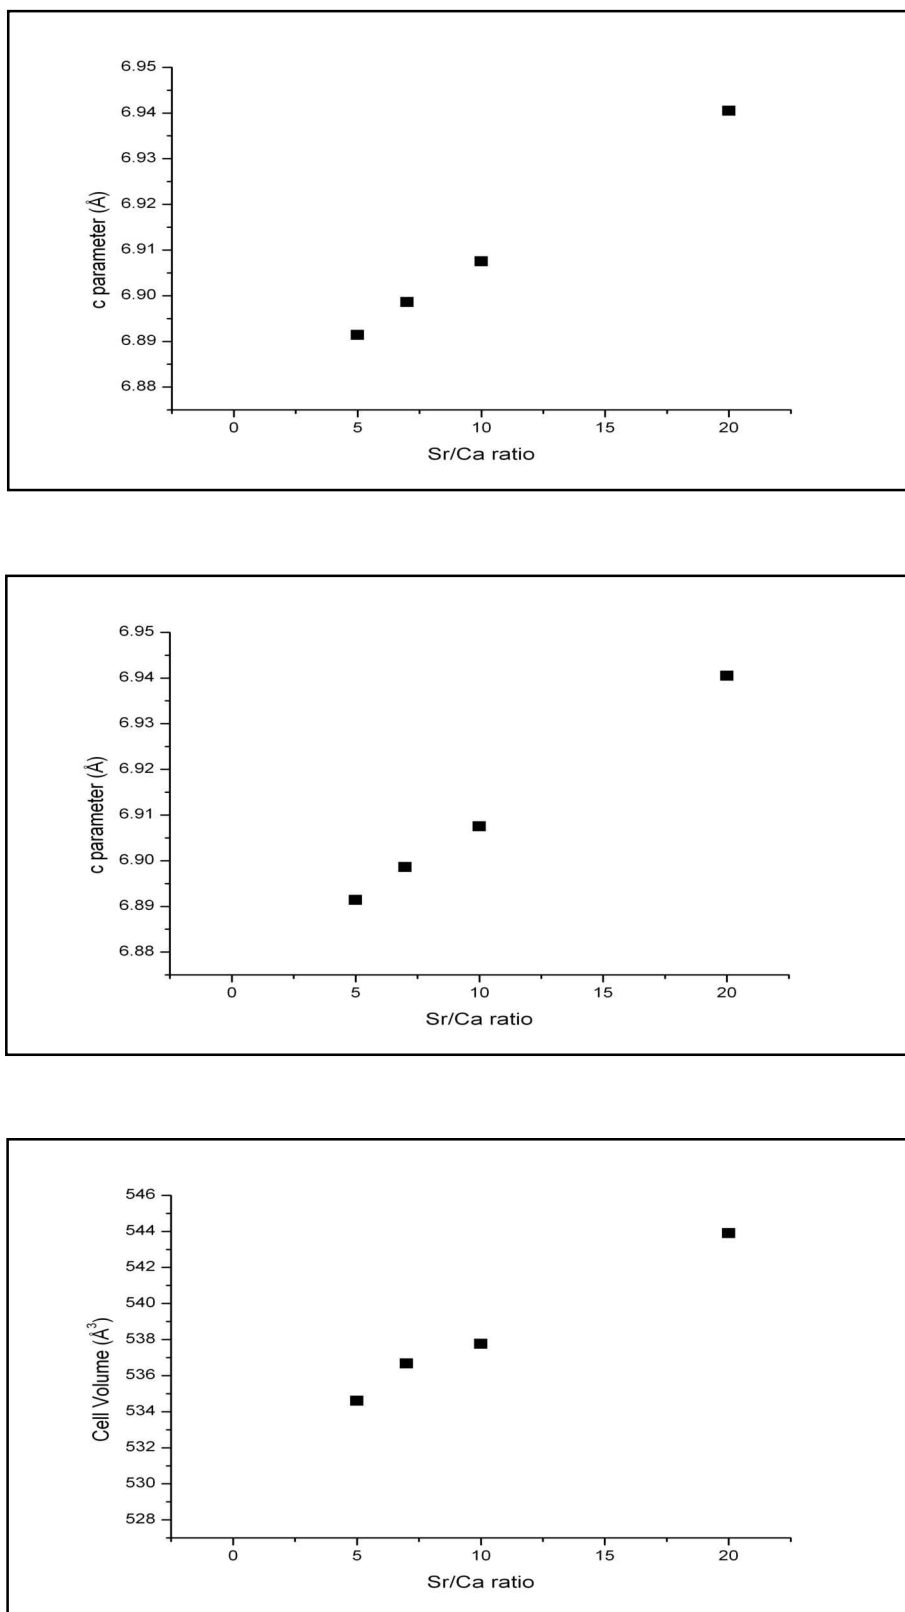 6.95
6.94
6.93
6.92
6.91
6.90
6.89
6.88
c parameter (Å)
0 5 10 15 20
Sr/Ca ratio
6.95
6.94
6.93
6.92
6.91
6.90
6.89
6.88
c parameter (Å)
0 5 10 15 20
Sr/Ca ratio
546
544
542
540
538
536
534
532
530
528
Cell Volume (Å³)
0 5 10 15 20
Sr/Ca ratio